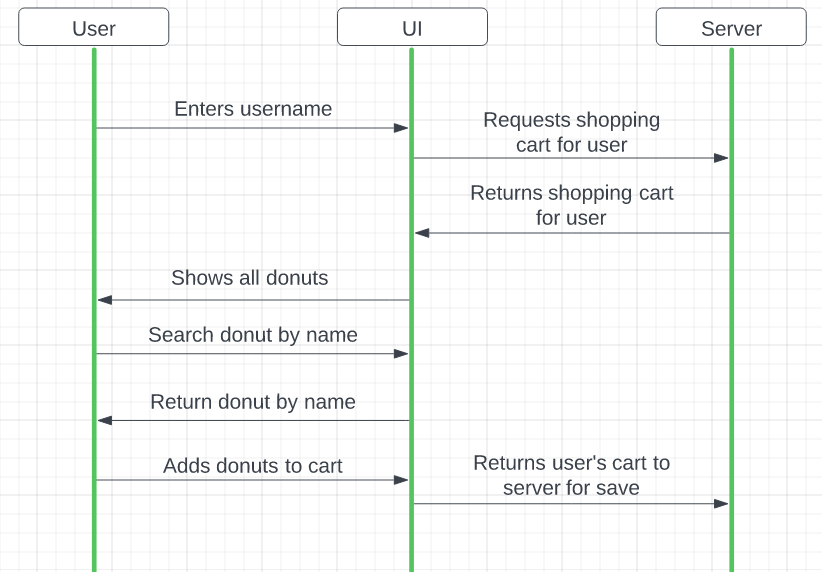 User
UI
Server
Enters username
Requests shopping
cart for user
Returns shopping cart
for user
Shows all donuts
Search donut by name
Return donut by name
Adds donuts to cart
Returns user's cart to
server for save